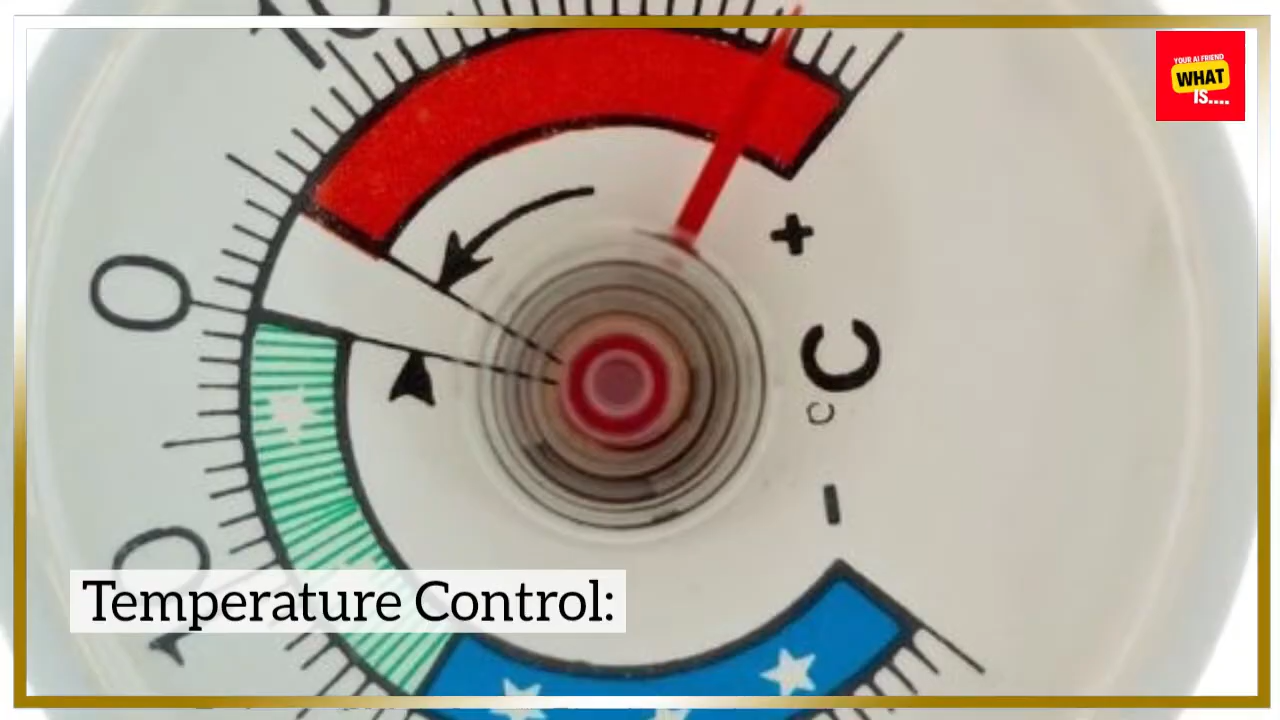 10
YOUR AI FRIEND
WHAT
IS....
+
0
C
C
-
10
Temperature Control: